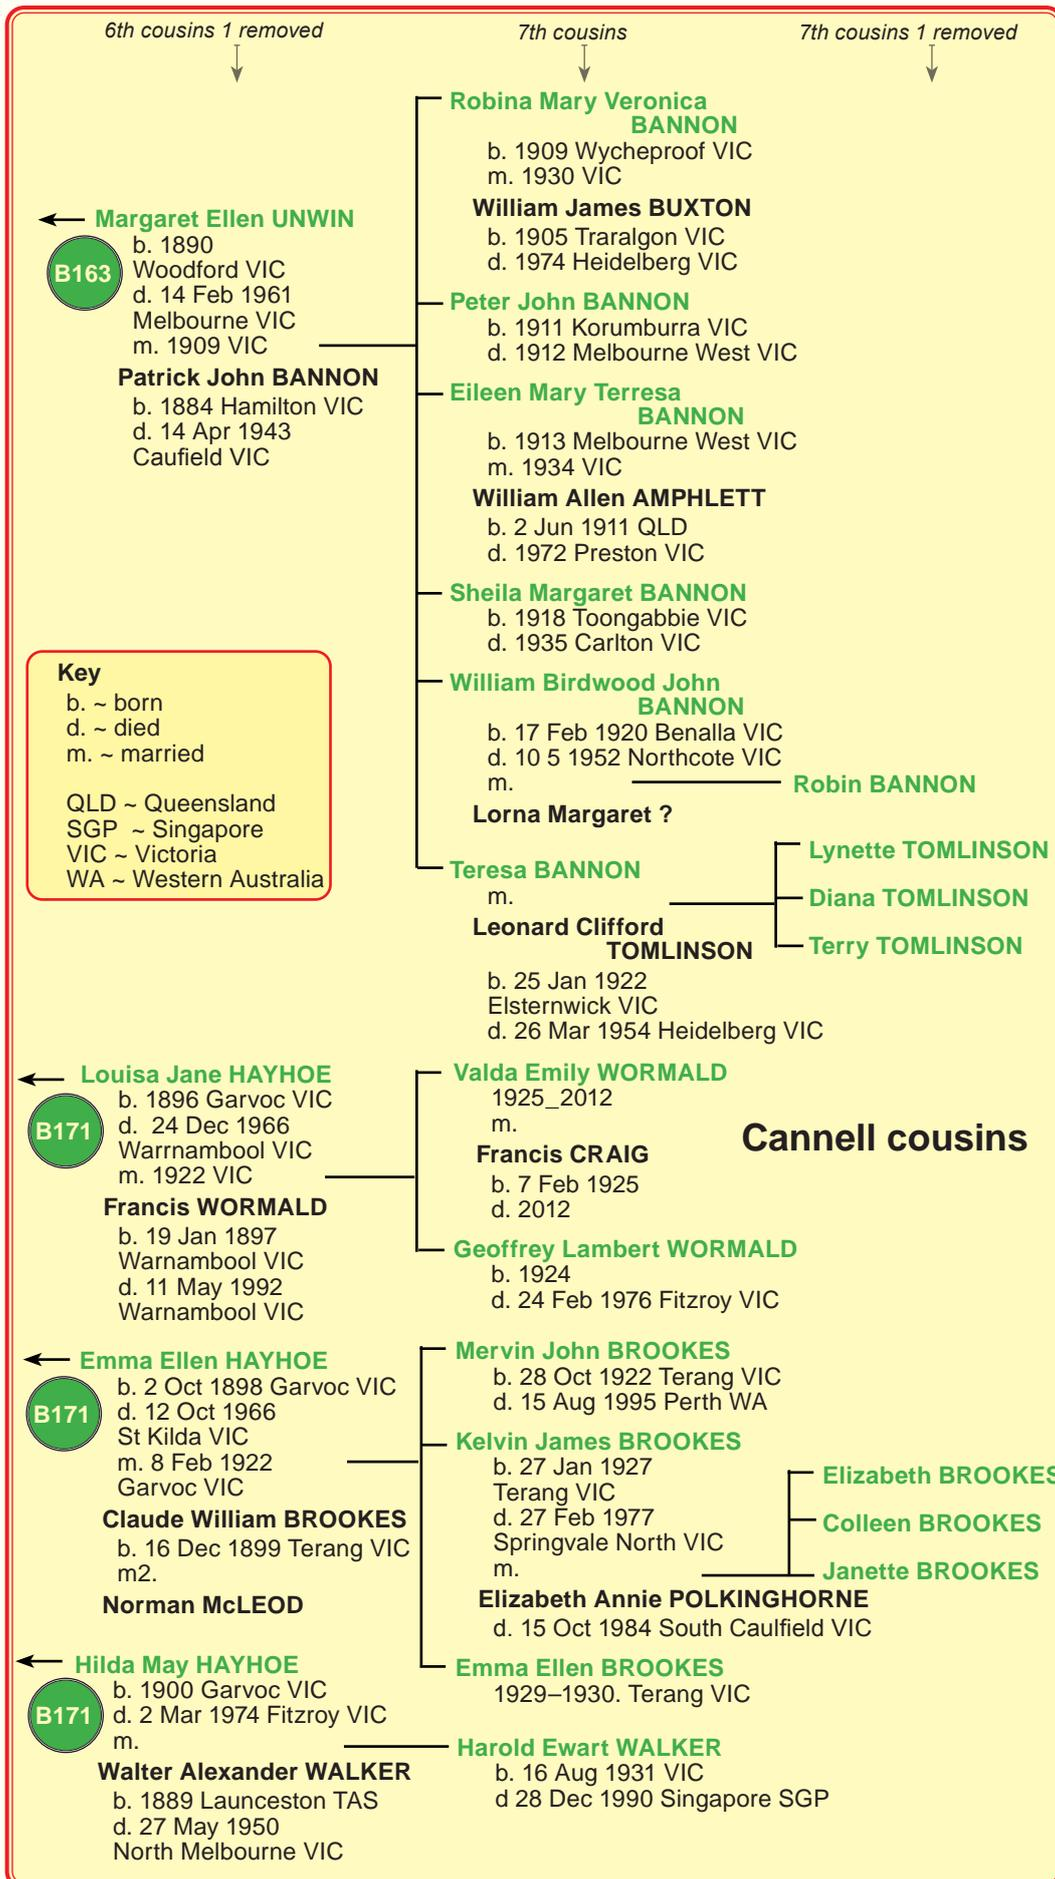 6th cousins 1 removed
7th cousins
7th cousins 1 removed
Margaret Ellen UNWIN
B163
b. 1890
Woodford VIC
d. 14 Feb 1961
Melbourne VIC
m. 1909 VIC
Patrick John BANNON
b. 1884 Hamilton VIC
d. 14 Apr 1943
Caufield VIC
Robina Mary Veronica
BANNON
b. 1909 Wycheproof VIC
m. 1930 VIC
William James BUXTON
b. 1905 Traralgon VIC
d. 1974 Heidelberg VIC
Peter John BANNON
b. 1911 Korumburra VIC
d. 1912 Melbourne West VIC
Eileen Mary Terresa
BANNON
b. 1913 Melbourne West VIC
m. 1934 VIC
William Allen AMPHLETT
b. 2 Jun 1911 QLD
d. 1972 Preston VIC
Sheila Margaret BANNON
b. 1918 Toongabbie VIC
d. 1935 Carlton VIC
William Birdwood John
BANNON
b. 17 Feb 1920 Benalla VIC
d. 10 5 1952 Northcote VIC
m.
Lorna Margaret ?
Robin BANNON
Teresa BANNON
m.
Leonard Clifford
TOMLINSON
b. 25 Jan 1922
Elsternwick VIC
d. 26 Mar 1954 Heidelberg VIC
Lynette TOMLINSON
Diana TOMLINSON
Terry TOMLINSON
Key
b. ~ born
d. ~ died
m. ~ married
QLD ~ Queensland
SGP ~ Singapore
VIC ~ Victoria
WA ~ Western Australia
Louisa Jane HAYHOE
B171
b. 1896 Garvoc VIC
d. 24 Dec 1966
Warrnambool VIC
m. 1922 VIC
Francis WORMALD
b. 19 Jan 1897
Warnambool VIC
d. 11 May 1992
Warnambool VIC
Valda Emily WORMALD
1925_2012
m.
Francis CRAIG
b. 7 Feb 1925
d. 2012
Geoffrey Lambert WORMALD
b. 1924
d. 24 Feb 1976 Fitzroy VIC
Cannell cousins
Emma Ellen HAYHOE
B171
b. 2 Oct 1898 Garvoc VIC
d. 12 Oct 1966
St Kilda VIC
m. 8 Feb 1922
Garvoc VIC
Claude William BROOKES
b. 16 Dec 1899 Terang VIC
m2.
Norman McLEOD
Mervin John BROOKES
b. 28 Oct 1922 Terang VIC
d. 15 Aug 1995 Perth WA
Kelvin James BROOKES
b. 27 Jan 1927
Terang VIC
d. 27 Feb 1977
Springvale North VIC
m.
Elizabeth Annie POLKINGHORNE
d. 15 Oct 1984 South Caulfield VIC
Elizabeth BROOKES
Colleen BROOKES
Janette BROOKES
Emma Ellen BROOKES
1929–1930. Terang VIC
Hilda May HAYHOE
B171
b. 1900 Garvoc VIC
d. 2 Mar 1974 Fitzroy VIC
m.
Walter Alexander WALKER
b. 1889 Launceston TAS
d. 27 May 1950
North Melbourne VIC
Harold Ewart WALKER
b. 16 Aug 1931 VIC
d 28 Dec 1990 Singapore SGP